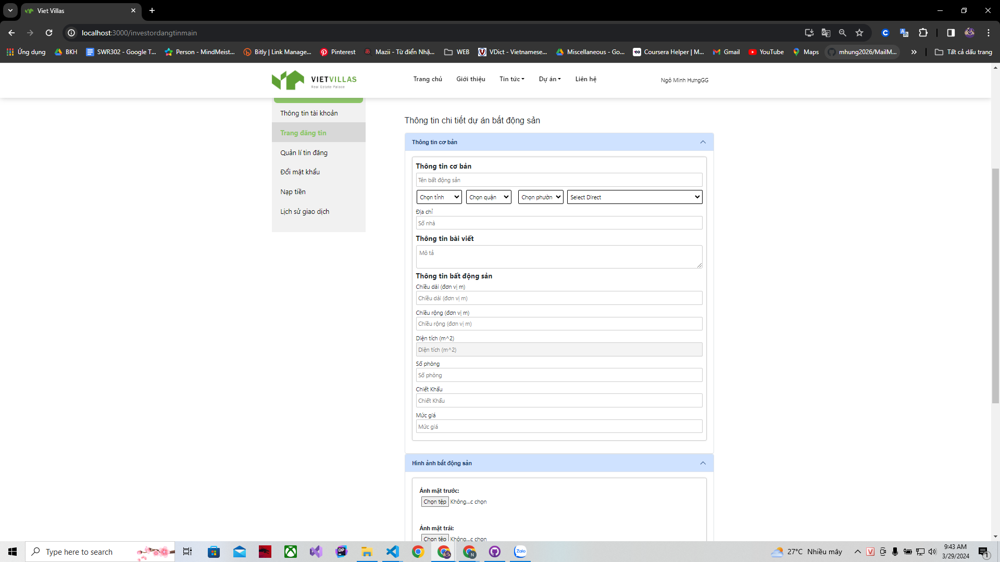 Viet Villas
localhost:3000/investordangtinmain
Ứng dụng
BKH
SWR302 - Google T...
Person - MindMeist...
Bitly | Link Manage...
Pinterest
Mazii - Từ điển Nhậ...
WEB
VDict - Vietnamese...
Miscellaneous - Go...
Coursera Helper | M...
Gmail
YouTube
Maps
mhung2026/MailM...
Tất cả dấu trang
VIETVILLAS
Real Estate Palace
Trang chủ
Giới thiệu
Tin tức
Dự án
Liên hệ
Ngô Minh HưngGG
Thông tin tài khoản
Trang đăng tin
Quản lí tin đăng
Đổi mật khẩu
Nạp tiền
Lịch sử giao dịch
Thông tin chi tiết dự án bất động sản
Thông tin cơ bản
Thông tin cơ bản
Tên bất động sản
Chọn tỉnh
Chọn quận
Chọn phườn
Select Direct
Địa chỉ
Số nhà
Thông tin bài viết
Mô tả
Thông tin bất động sản
Chiều dài (đơn vị m)
Chiều dài (đơn vị m)
Chiều rộng (đơn vị m)
Chiều rộng (đơn vị m)
Diện tích (m^2)
Diện tích (m^2)
Số phòng
Số phòng
Chiết Khấu
Chiết Khấu
Mức giá
Mức giá
Hình ảnh bất động sản
Ảnh mặt trước:
Chọn tệp Không...c chọn
Ảnh mặt trái:
Chọn tệp Không...c chọn
Type here to search
DP
N
Zalo
27°C Nhiều mây
V
9:43 AM
3/29/2024
1